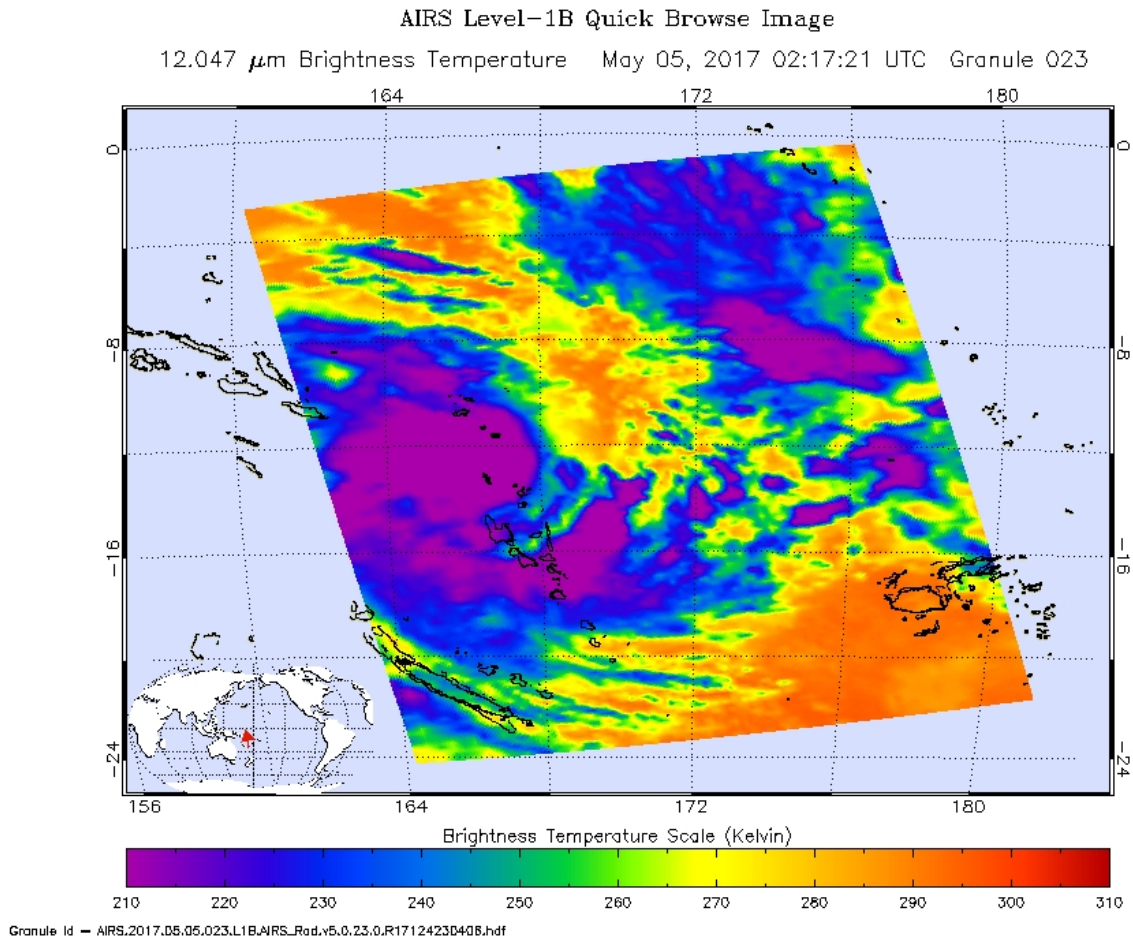 AIRS Level-1B Quick Browse Image
12.047 µm Brightness Temperature May 05, 2017 02:17:21 UTC Granule 023
164 172 180
0 0
-8 -8
-16 -16
-24 -24
156 164 172 180
Brightness Temperature Scale (Kelvin)
210 220 230 240 250 260 270 280 290 300 310
Granule Id - AIRS.2017.05.05.023.L1B.AIRS_Rad.v5.0.23.0.R17124230408.hdf